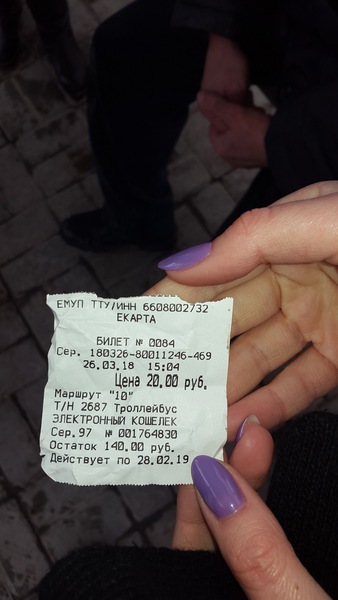 ЕМУП ТТУ/ИНН 6608002732
ЕКАРТА
БИЛЕТ № 0084
Сер. 180326-80011246-469
26.03.18 15:04
Цена 20.00 руб.
Маршрут "10"
Т/Н 2687 Троллейбус
ЭЛЕКТРОННЫЙ КОШЕЛЕК
Сер.97 № 001764830
Остаток 140.00 руб.
Действует по 28.02.19